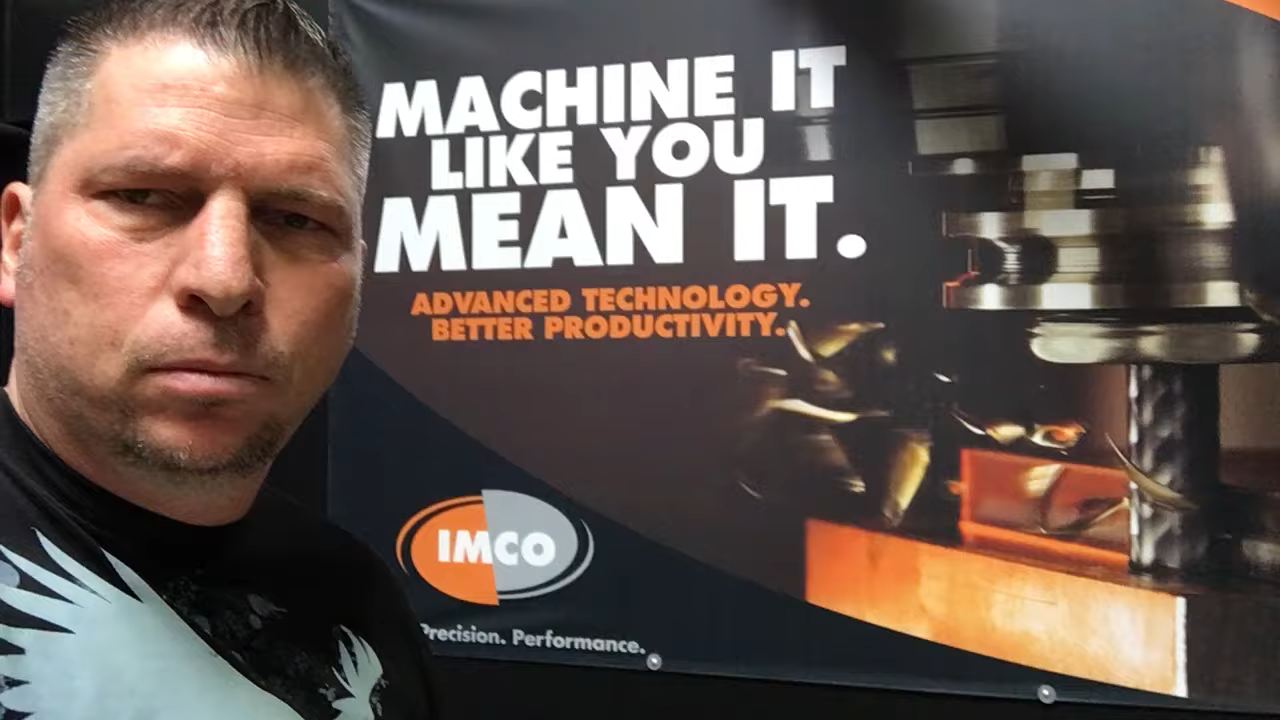 MACHINE IT
LIKE YOU
MEAN IT.
ADVANCED TECHNOLOGY.
BETTER PRODUCTIVITY.
IMCO
Precision. Performance.